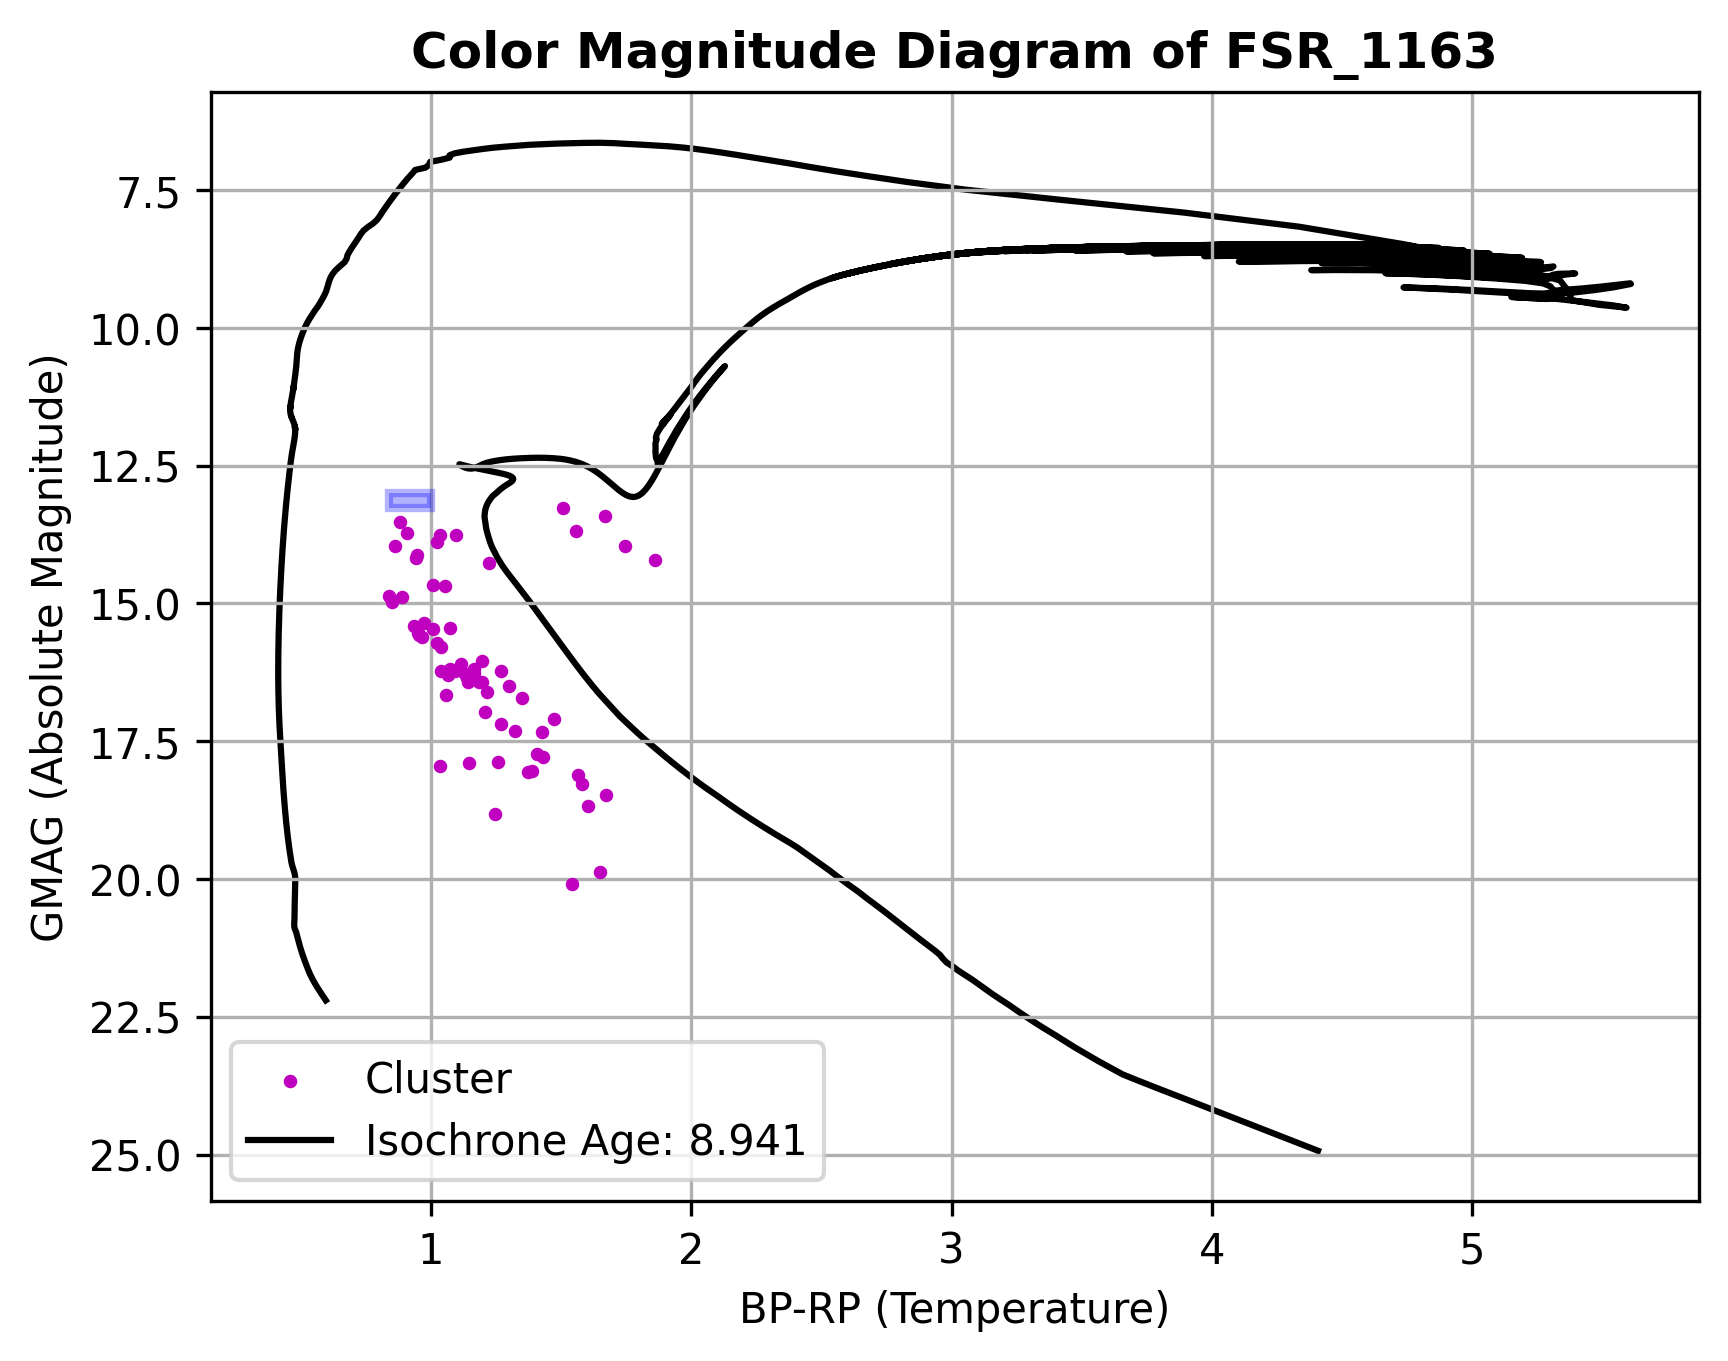 Color Magnitude Diagram of FSR_1163
GMAG (Absolute Magnitude)
7.5
10.0
12.5
15.0
17.5
20.0
22.5
25.0
Cluster
Isochrone Age: 8.941
1 2 3 4 5
BP-RP (Temperature)